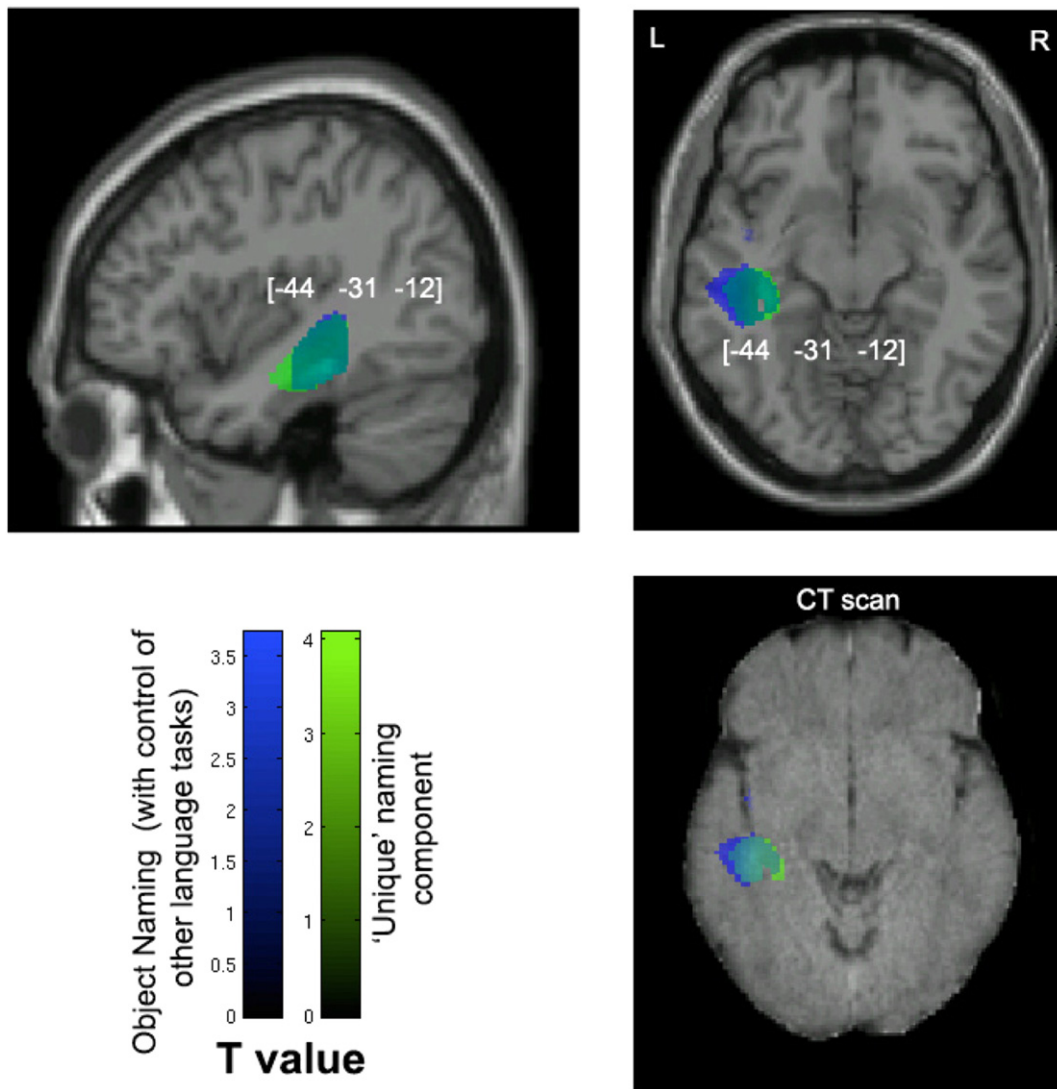 L
R
[-44 -31 -12]
[-44 -31 -12]
CT scan
Object Naming (with control of
other language tasks)
3.5
3
2.5
2
1.5
1
0.5
0
4
3
2
1
0
'Unique' naming
component
T value